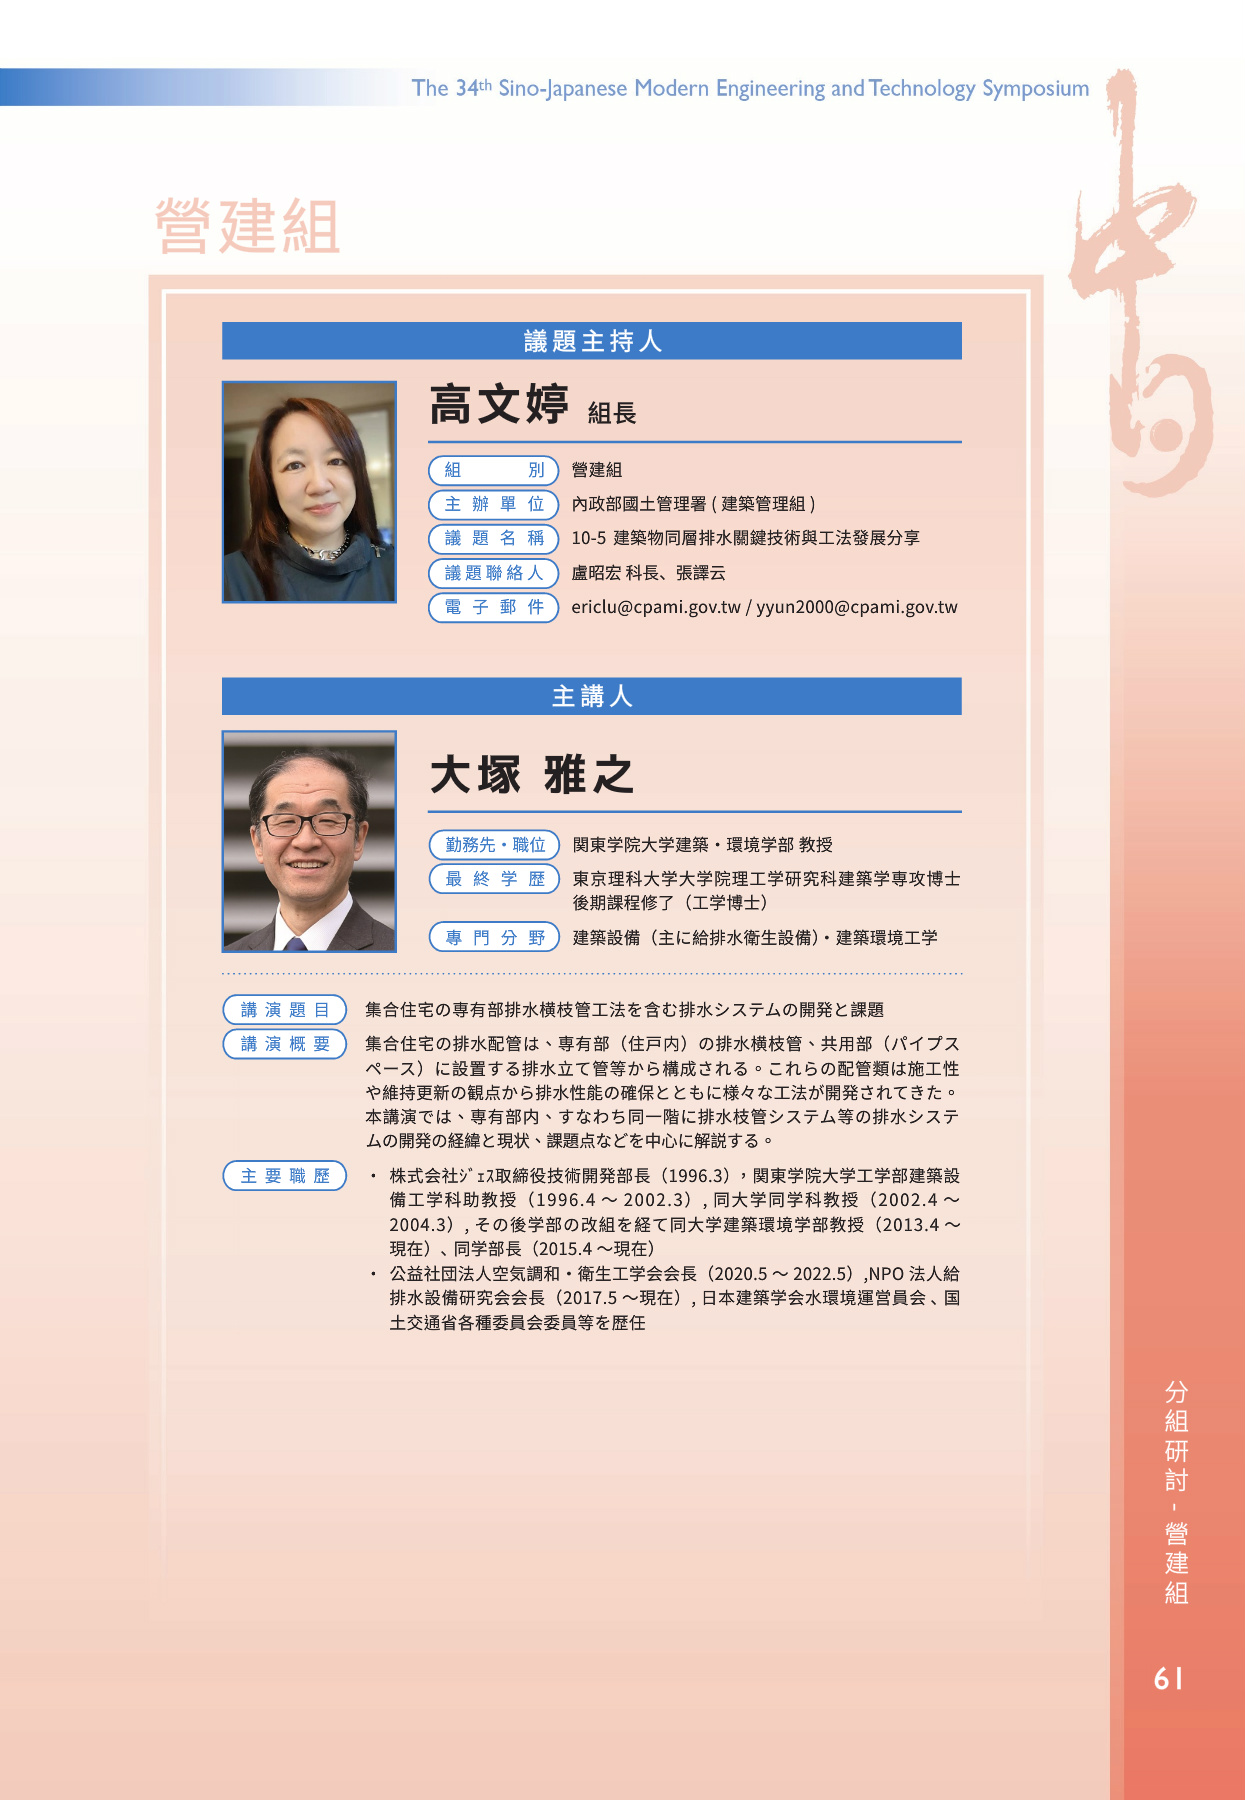 The 34th Sino-Japanese Modern Engineering and Technology Symposium
中日
營建組
議題主持人
高文婷 組長
組別 營建組
主辦單位 內政部國土管理署 ( 建築管理組 )
議題名稱 10-5 建築物同層排水關鍵技術與工法發展分享
議題聯絡人 盧昭宏 科長、張譯云
電子郵件 ericlu@cpami.gov.tw / yyun2000@cpami.gov.tw
主講人
大塚 雅之
勤務先・職位 関東学院大学建築・環境学部 教授
最終学歴 東京理科大学大学院理工学研究科建築学専攻博士
後期課程修了（工学博士）
專門分野 建築設備（主に給排水衛生設備）・建築環境工学
講演題目 集合住宅の専有部排水横枝管工法を含む排水システムの開発と課題
講演概要 集合住宅の排水配管は、専有部（住戸内）の排水横枝管、共用部（パイプス
ペース）に設置する排水立て管等から構成される。これらの配管類は施工性
や維持更新の観点から排水性能の確保とともに様々な工法が開発されてきた。
本講演では、専有部内、すなわち同一階に排水枝管システム等の排水システ
ムの開発の経緯と現状、課題点などを中心に解説する。
主要職歷 ・ 株式会社ｼﾞｪｽ取締役技術開発部長（1996.3），関東学院大学工学部建築設
備工学科助教授（1996.4 〜 2002.3）, 同大学同学科教授（2002.4 〜
2004.3）, その後学部の改組を経て同大学建築環境学部教授（2013.4 〜
現在）、同学部長（2015.4 〜現在）
・ 公益社団法人空気調和・衛生工学会会長（2020.5 〜 2022.5）,NPO 法人給
排水設備研究会会長（2017.5 〜現在）, 日本建築学会水環境運営員会、国
土交通省各種委員会委員等を歴任
分組研討-營建組
61